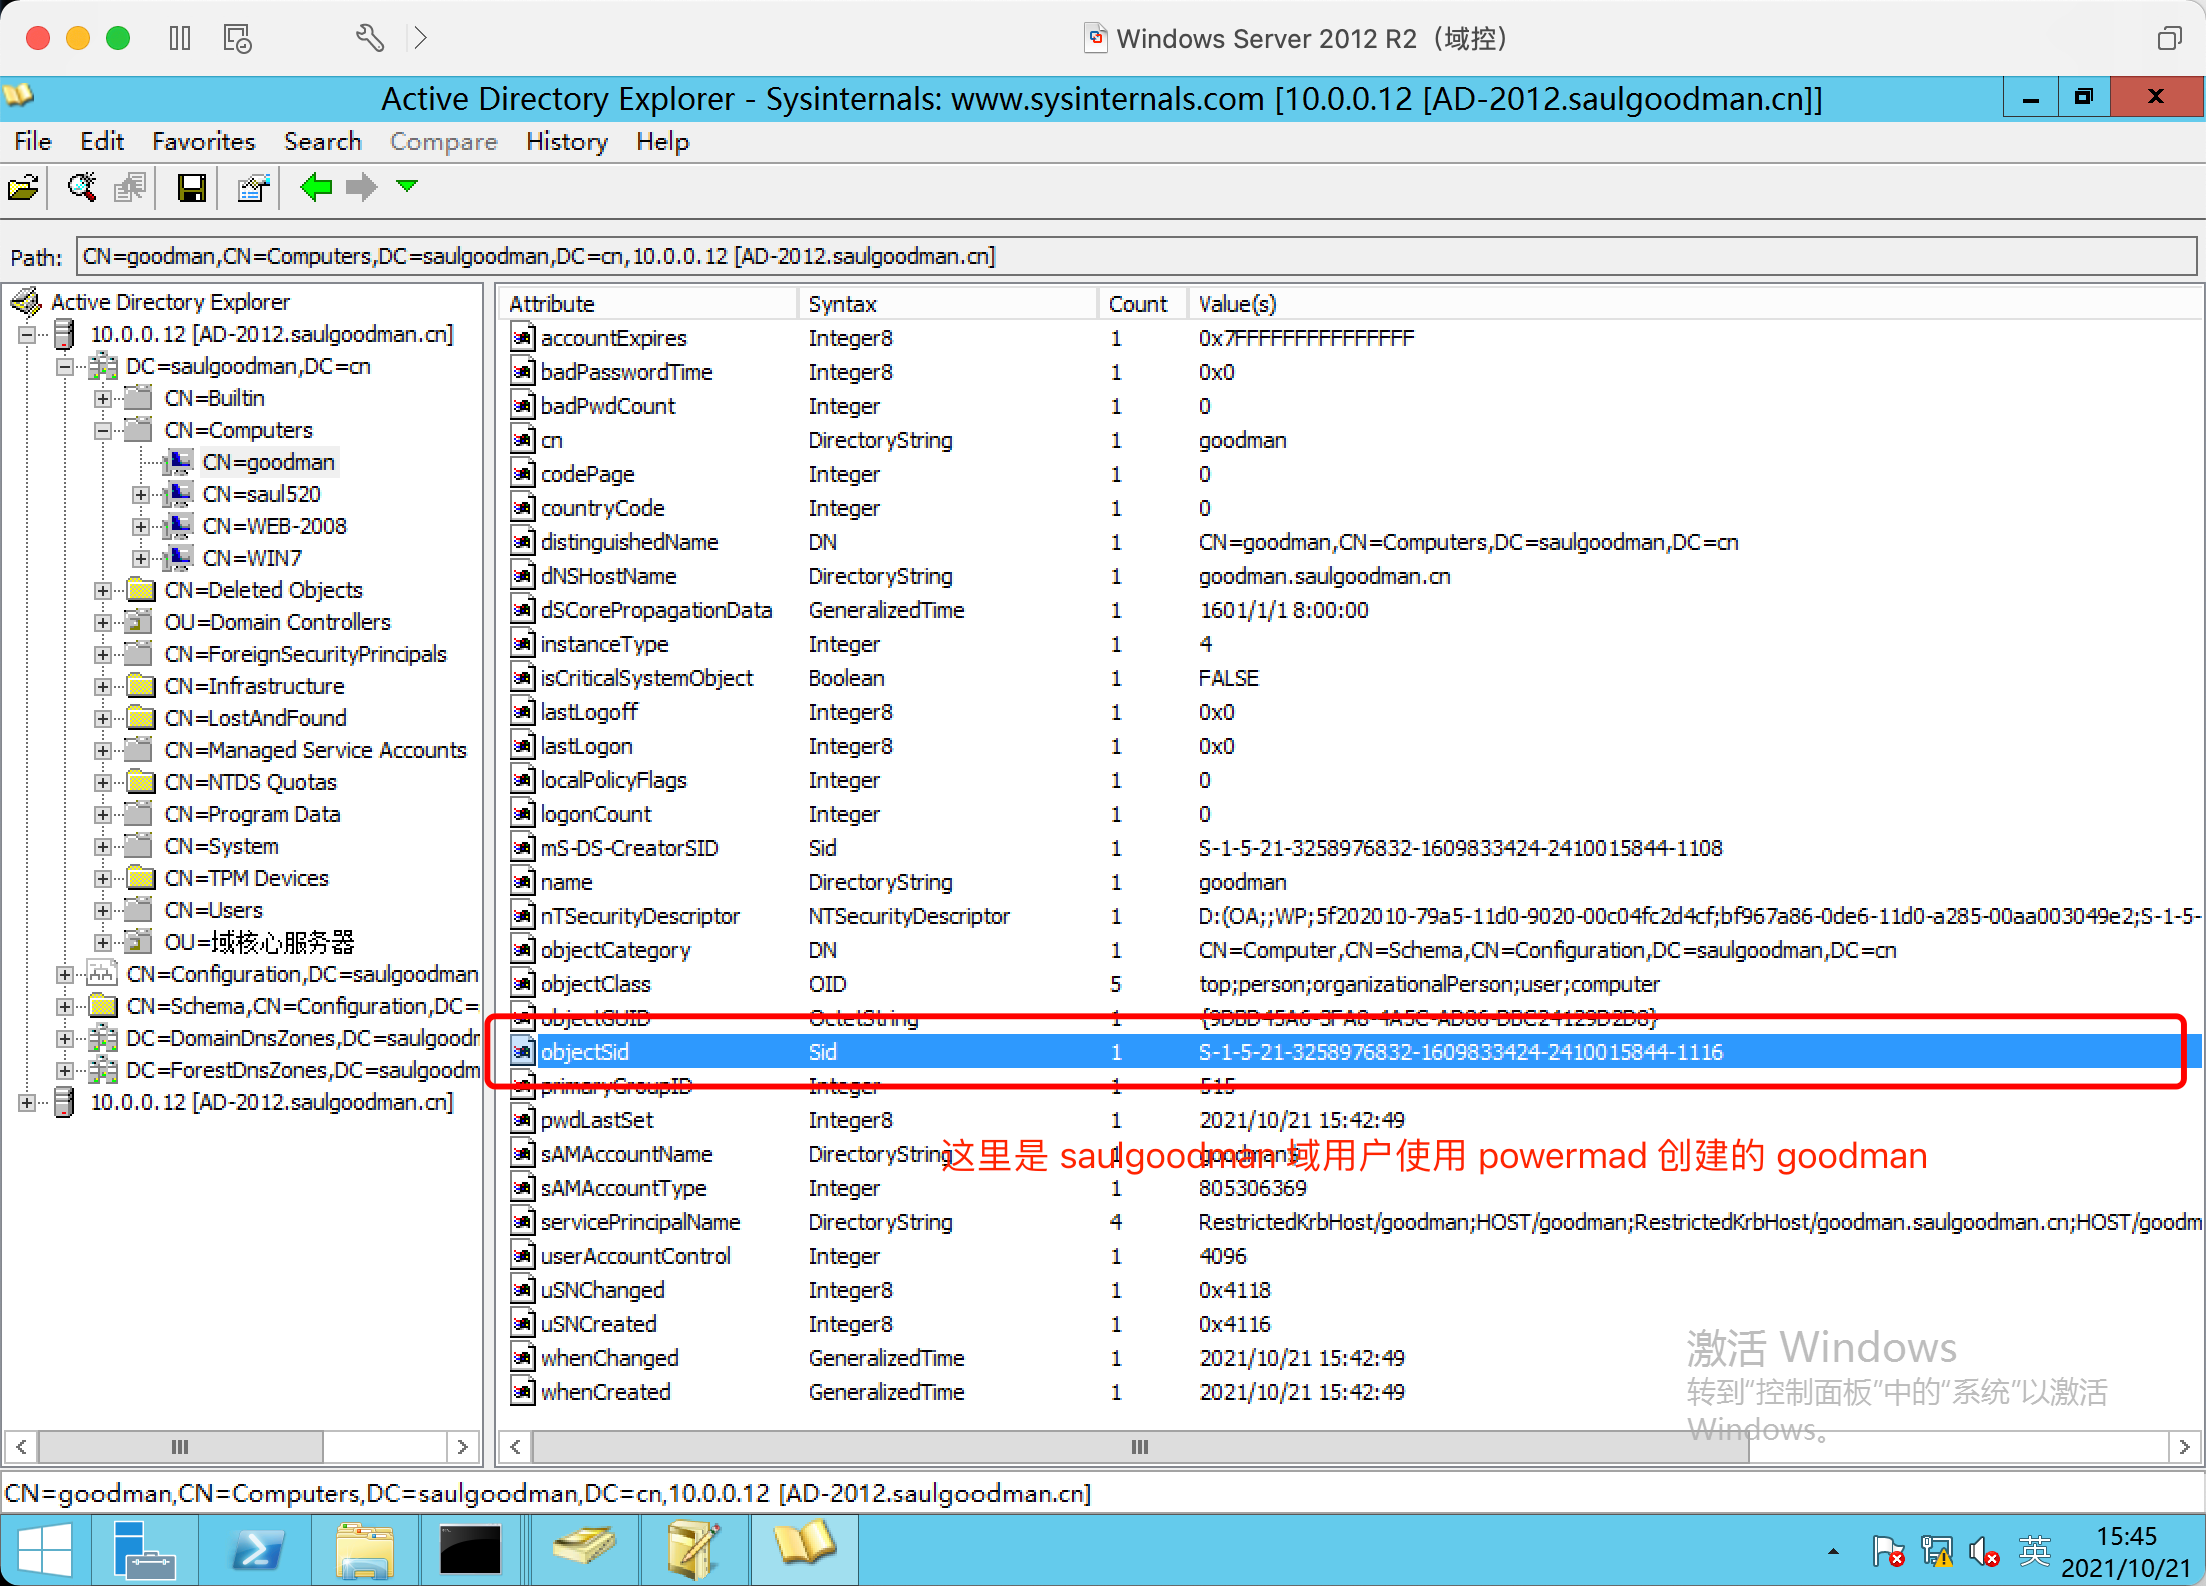 Windows Server 2012 R2（域控）
Active Directory Explorer - Sysinternals: www.sysinternals.com [10.0.0.12 [AD-2012.saulgoodman.cn]]
File Edit Favorites Search Compare History Help
Path: CN=goodman,CN=Computers,DC=saulgoodman,DC=cn,10.0.0.12 [AD-2012.saulgoodman.cn]
Active Directory Explorer
10.0.0.12 [AD-2012.saulgoodman.cn]
DC=saulgoodman,DC=cn
CN=Builtin
CN=Computers
CN=goodman
CN=saul520
CN=WEB-2008
CN=WIN7
CN=Deleted Objects
OU=Domain Controllers
CN=ForeignSecurityPrincipals
CN=Infrastructure
CN=LostAndFound
CN=Managed Service Accounts
CN=NTDS Quotas
CN=Program Data
CN=System
CN=TPM Devices
CN=Users
OU=域核心服务器
CN=Configuration,DC=saulgoodman
CN=Schema,CN=Configuration,DC=
DC=DomainDnsZones,DC=saulgoodr
DC=ForestDnsZones,DC=saulgoodm
10.0.0.12 [AD-2012.saulgoodman.cn]
Attribute Syntax Count Value(s)
accountExpires Integer8 1 0x7FFFFFFFFFFFFFFF
badPasswordTime Integer8 1 0x0
badPwdCount Integer 1 0
cn DirectoryString 1 goodman
codePage Integer 1 0
countryCode Integer 1 0
distinguishedName DN 1 CN=goodman,CN=Computers,DC=saulgoodman,DC=cn
dNSHostName DirectoryString 1 goodman.saulgoodman.cn
dSCorePropagationData GeneralizedTime 1 1601/1/1 8:00:00
instanceType Integer 1 4
isCriticalSystemObject Boolean 1 FALSE
lastLogoff Integer8 1 0x0
lastLogon Integer8 1 0x0
localPolicyFlags Integer 1 0
logonCount Integer 1 0
mS-DS-CreatorSID Sid 1 S-1-5-21-3258976832-1609833424-2410015844-1108
name DirectoryString 1 goodman
nTSecurityDescriptor NTSecurityDescriptor 1 D:(OA;;WP;5f202010-79a5-11d0-9020-00c04fc2d4cf;bf967a86-0de6-11d0-a285-00aa003049e2;S-1-5-
objectCategory DN 1 CN=Computer,CN=Schema,CN=Configuration,DC=saulgoodman,DC=cn
objectClass OID 5 top;person;organizationalPerson;user;computer
objectGUID OctetString 1
objectSid Sid 1 S-1-5-21-3258976832-1609833424-2410015844-1116
primaryGroupID Integer 1 515
pwdLastSet Integer8 1 2021/10/21 15:42:49
sAMAccountName DirectoryString goodman$
这里是 saulgoodman 域用户使用 powermad 创建的 goodman
sAMAccountType Integer 1 805306369
servicePrincipalName DirectoryString 4 RestrictedKrbHost/goodman;HOST/goodman;RestrictedKrbHost/goodman.saulgoodman.cn;HOST/goodm
userAccountControl Integer 1 4096
uSNChanged Integer8 1 0x4118
uSNCreated Integer8 1 0x4116
whenChanged GeneralizedTime 1 2021/10/21 15:42:49
whenCreated GeneralizedTime 1 2021/10/21 15:42:49
激活 Windows
转到“控制面板”中的“系统”以激活
Windows。
CN=goodman,CN=Computers,DC=saulgoodman,DC=cn,10.0.0.12 [AD-2012.saulgoodman.cn]
英
15:45
2021/10/21